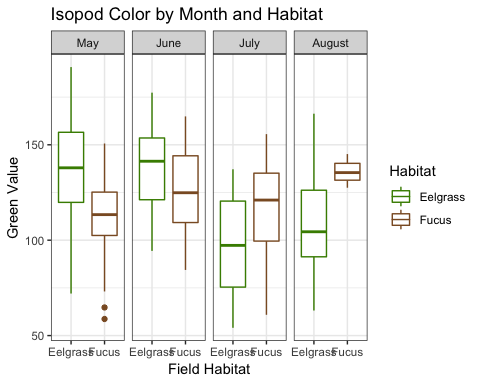 Isopod Color by Month and Habitat
May June July August
150
100
50
Green Value
Eelgrass Fucus Eelgrass Fucus Eelgrass Fucus Eelgrass Fucus
Field Habitat
Habitat
Eelgrass
Fucus